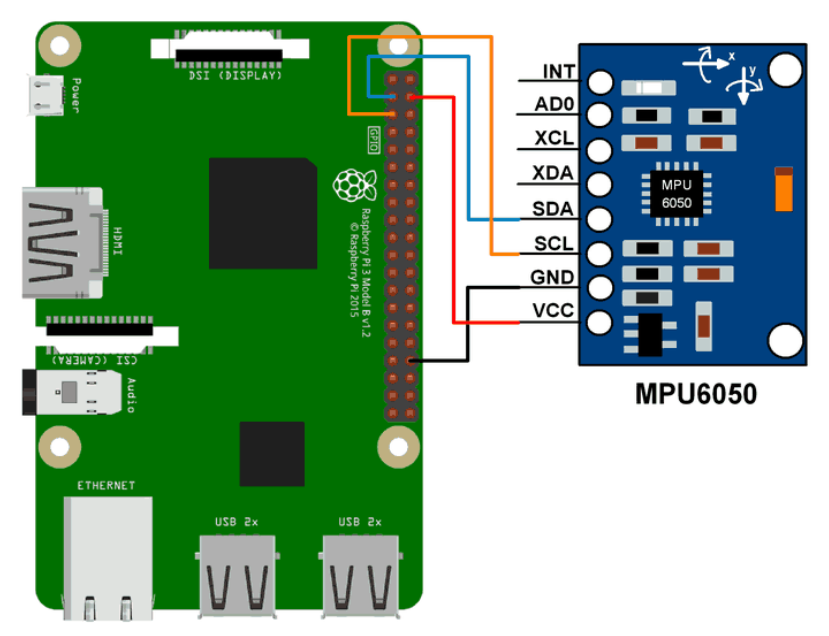 DSI (DISPLAY)
Power
GPIO
HDMI
Raspberry Pi 3 Model B v1.2
© Raspberry Pi 2015
CSI (CAMERA)
Audio
ETHERNET
USB 2x
USB 2x
INT
AD0
XCL
XDA
SDA
SCL
GND
VCC
x
y
MPU
6050
MPU6050